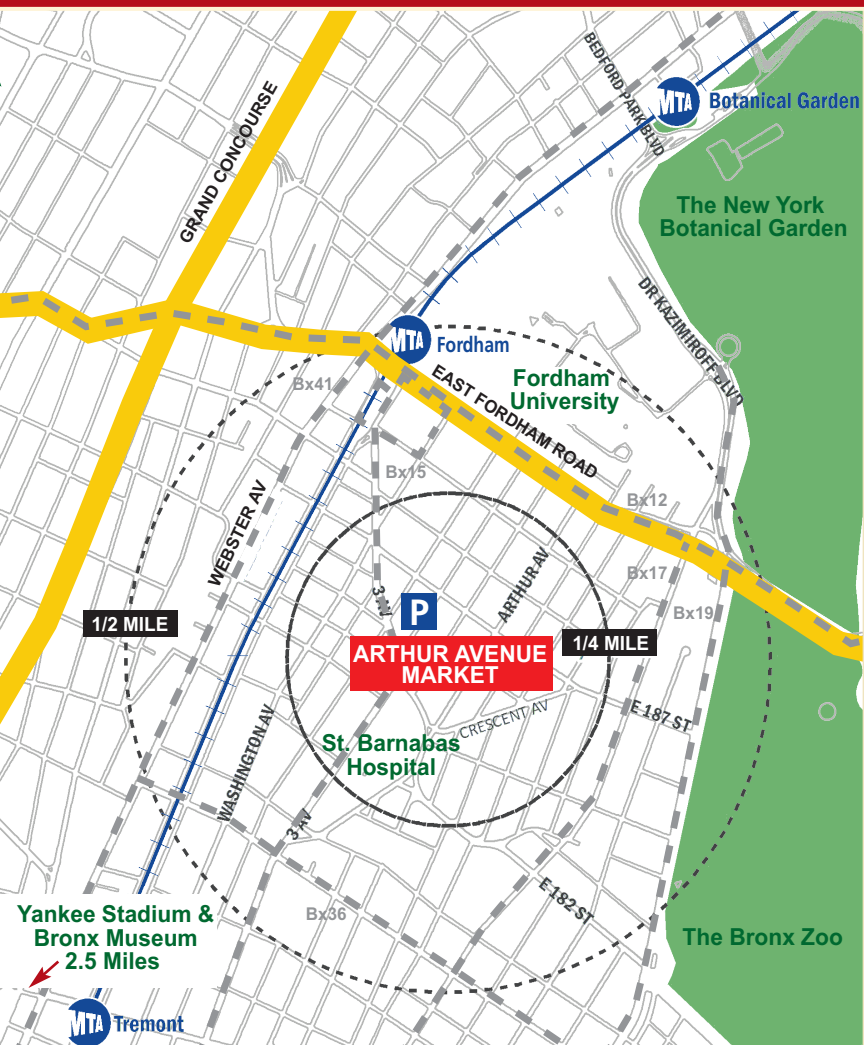 BEDFORD PARK BLVD
MTA
Botanical Garden
GRAND CONCOURSE
The New York
Botanical Garden
DR KAZIMIROFF BLVD
MTA
Fordham
Bx41
EAST FORDHAM ROAD
Fordham
University
Bx15
WEBSTER AV
Bx12
ARTHUR AV
Bx17
3 AV
P
Bx19
1/2 MILE
1/4 MILE
ARTHUR AVENUE
MARKET
E 187 ST
CRESCENT AV
WASHINGTON AV
St. Barnabas
Hospital
3 AV
E 182 ST
Bx36
Yankee Stadium &
Bronx Museum
2.5 Miles
The Bronx Zoo
MTA
Tremont